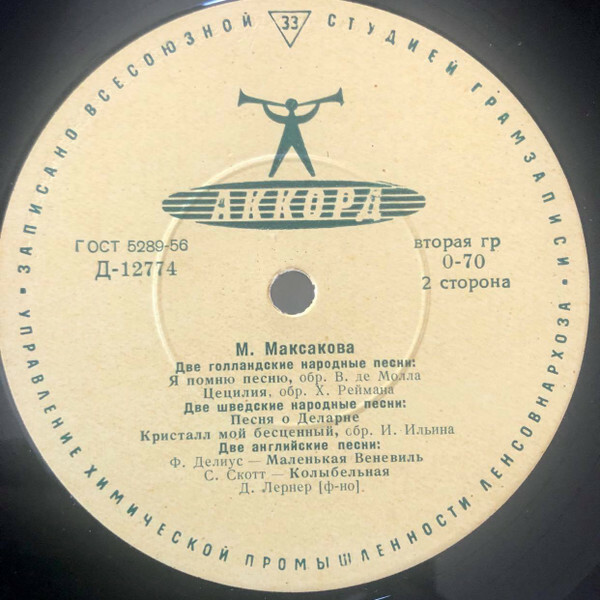 ЗАПИСАНО ВСЕСОЮЗНОЙ 33 СТУДИЕЙ ГРАМЗАПИСИ
АККОРД
ГОСТ 5289-56
Д-12774
вторая гр
0-70
2 сторона
М. Максакова
Две голландские народные песни:
Я помню песню, обр. В. де Молла
Цецилия, обр. Х. Реймана
Две шведские народные песни:
Песня о Деларне
Кристалл мой бесценный, обр. И. Ильина
Две английские песни:
Ф. Делиус — Маленькая Веневиль
С. Скотт — Колыбельная
Д. Лернер [ф-но].
УПРАВЛЕНИЕ ХИМИЧЕСКОЙ ПРОМЫШЛЕННОСТИ ЛЕНСОВНАРХОЗА